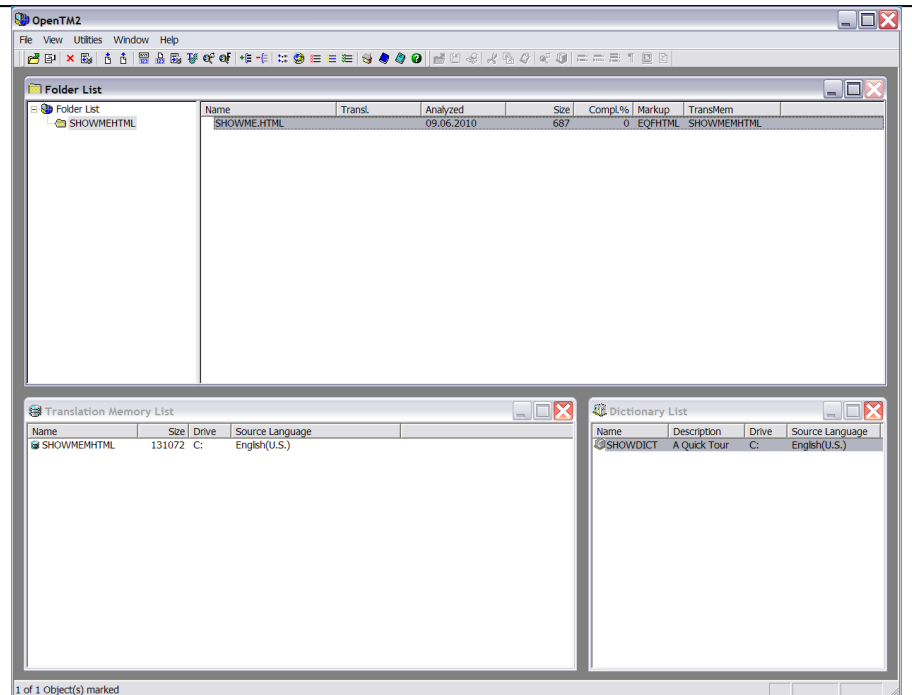 OpenTM2
File View Utilities Window Help
Folder List
Folder List
SHOWMEHTML
Name Transl. Analyzed Size Compl.% Markup TransMem
SHOWME.HTML 09.06.2010 687 0 EQFHTML SHOWMEMHTML
Translation Memory List
Name Size Drive Source Language
SHOWMEMHTML 131072 C: English(U.S.)
Dictionary List
Name Description Drive Source Language
SHOWDICT A Quick Tour C: English(U.S.)
1 of 1 Object(s) marked